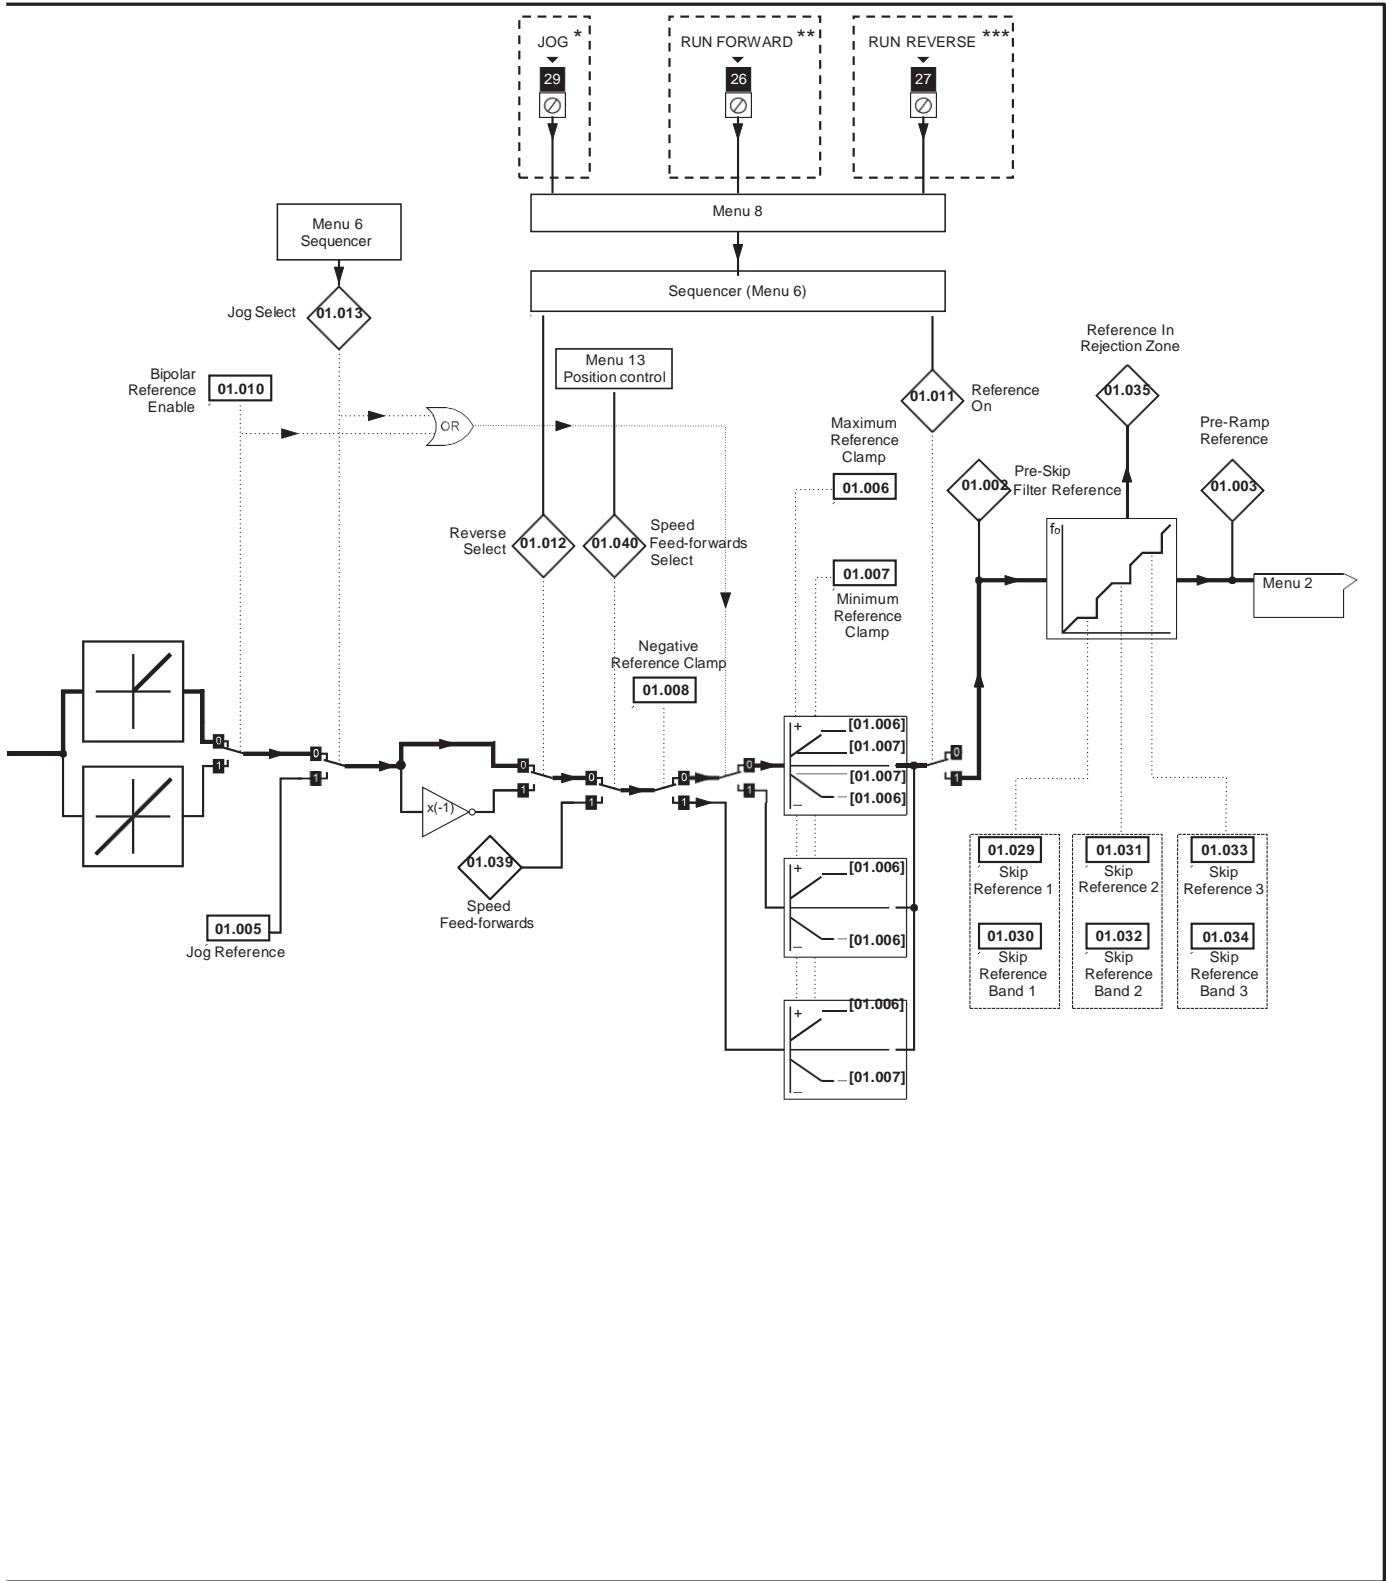 JOG *
RUN FORWARD **
RUN REVERSE ***
29
26
27
Menu 8
Menu 6
Sequencer
Sequencer (Menu 6)
Jog Select
01.013
Reference In
Rejection Zone
Menu 13
Position control
Bipolar
Reference
Enable
01.010
01.011
Reference
On
01.035
OR
Maximum
Reference
Clamp
01.006
Pre-Ramp
Reference
01.002
Pre-Skip
Filter Reference
01.003
Reverse
Select
01.012
01.040
Speed
Feed-forwards
Select
fo
01.007
Minimum
Reference
Clamp
Menu 2
Negative
Reference Clamp
01.008
[01.006]
[01.007]
[01.007]
[01.006]
+
_
0
1
0
1
0
1
0
1
0
1
0
1
0
1
x(-1)
01.039
Speed
Feed-forwards
01.005
Jog Reference
+
[01.006]
[01.006]
_
+
[01.006]
[01.007]
_
01.029
Skip
Reference 1
01.031
Skip
Reference 2
01.033
Skip
Reference 3
01.030
Skip
Reference
Band 1
01.032
Skip
Reference
Band 2
01.034
Skip
Reference
Band 3